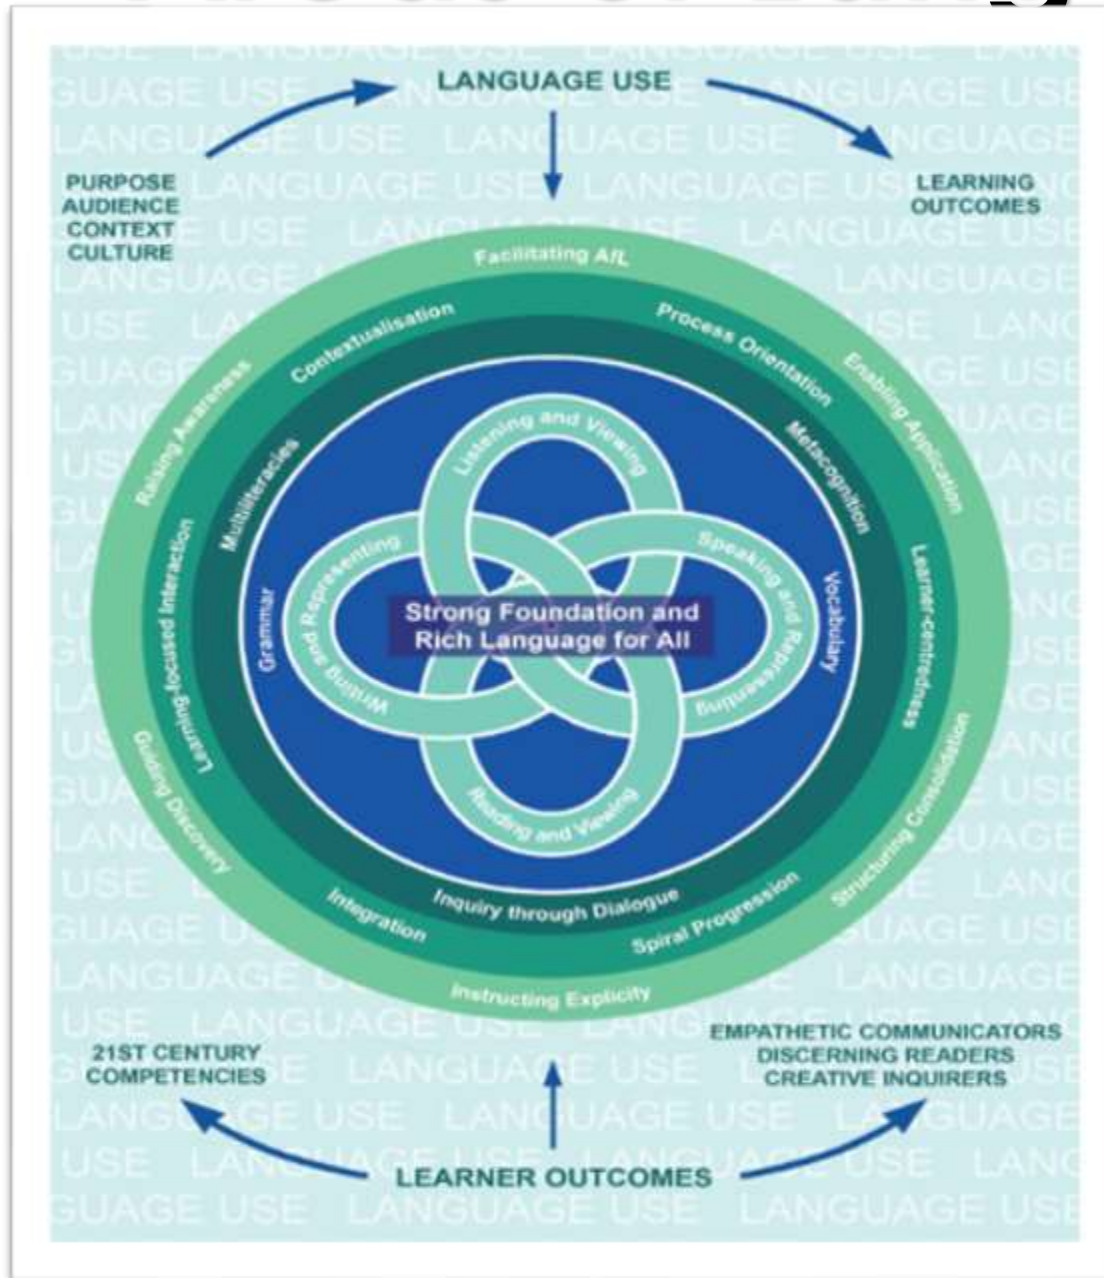 LANGUAGE USE
PURPOSE
AUDIENCE
CONTEXT
CULTURE
LEARNING
OUTCOMES
Facilitating AfL
Raising Awareness
Enabling Application
Contextualisation
Process Orientation
Multiliteracies
Metacognition
Listening and Viewing
Writing and Representing
Speaking and Representing
Grammar
Strong Foundation and
Rich Language for All
Vocabulary
Learning-focused Interaction
Learner-centredness
Reading and Viewing
Guiding Discovery
Structuring Consolidation
Inquiry through Dialogue
Integration
Spiral Progression
Instructing Explicity
21ST CENTURY
COMPETENCIES
EMPATHETIC COMMUNICATORS
DISCERNING READERS
CREATIVE INQUIRERS
LEARNER OUTCOMES